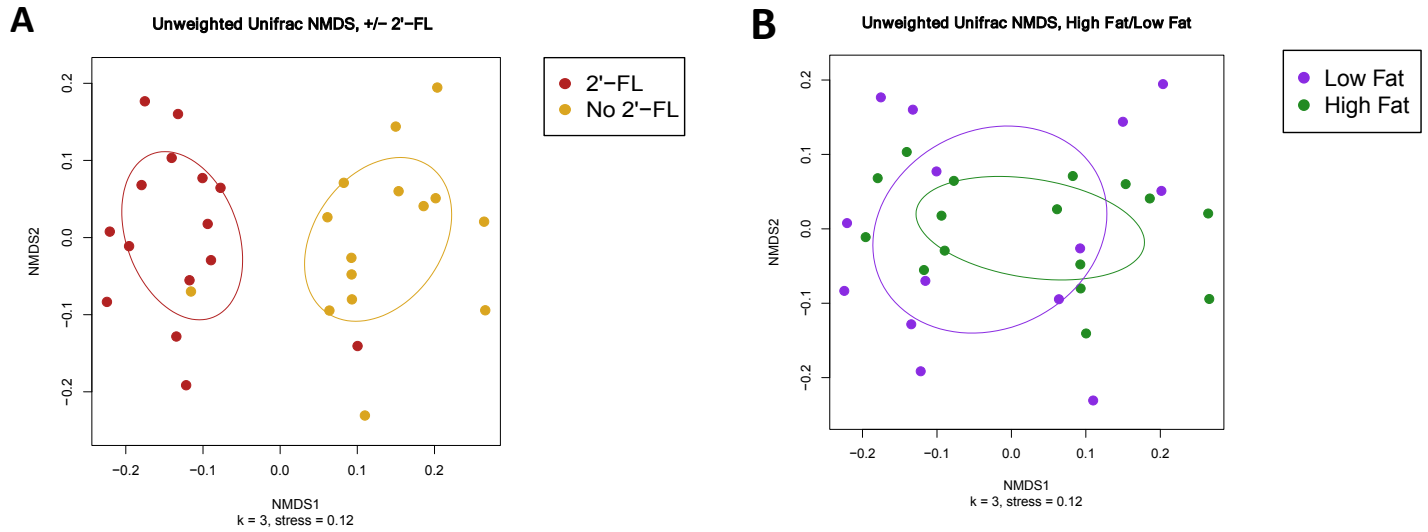 A
Unweighted Unifrac NMDS, +/− 2'−FL
NMDS2
0.2
0.1
0.0
−0.1
−0.2
−0.2
−0.1
0.0
0.1
0.2
NMDS1
k = 3, stress = 0.12
2'−FL
No 2'−FL
B
Unweighted Unifrac NMDS, High Fat/Low Fat
NMDS2
0.2
0.1
0.0
−0.1
−0.2
−0.2
−0.1
0.0
0.1
0.2
NMDS1
k = 3, stress = 0.12
Low Fat
High Fat